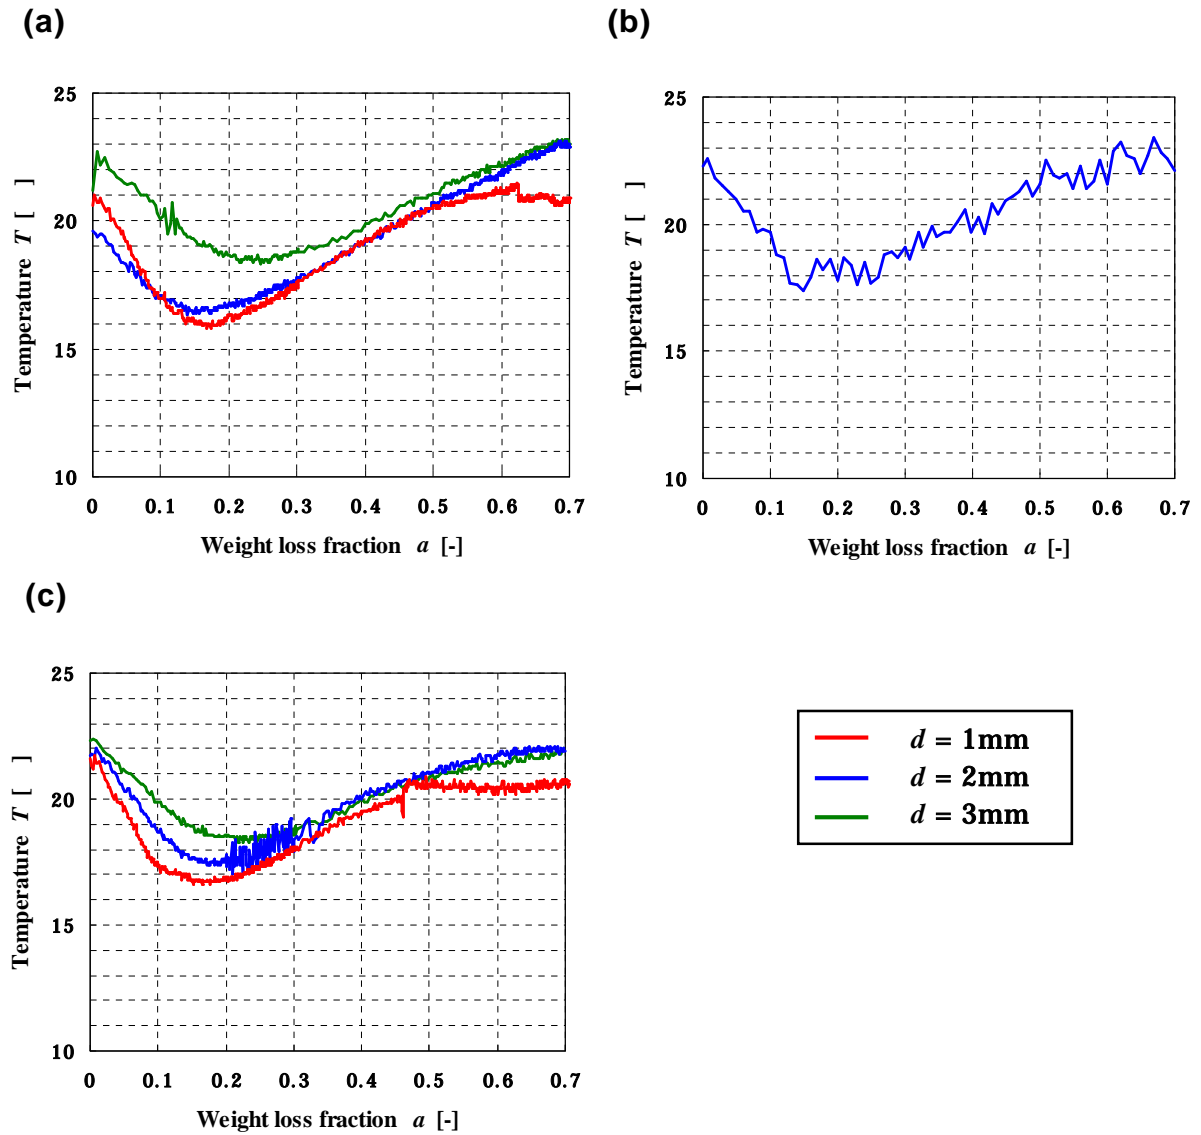 (a)
25
20
15
10
0 0.1 0.2 0.3 0.4 0.5 0.6 0.7
Temperature T [ ]
Weight loss fraction a [-]
(b)
25
20
15
10
0 0.1 0.2 0.3 0.4 0.5 0.6 0.7
Temperature T [ ]
Weight loss fraction a [-]
(c)
25
20
15
10
0 0.1 0.2 0.3 0.4 0.5 0.6 0.7
Temperature T [ ]
Weight loss fraction a [-]
d = 1mm
d = 2mm
d = 3mm